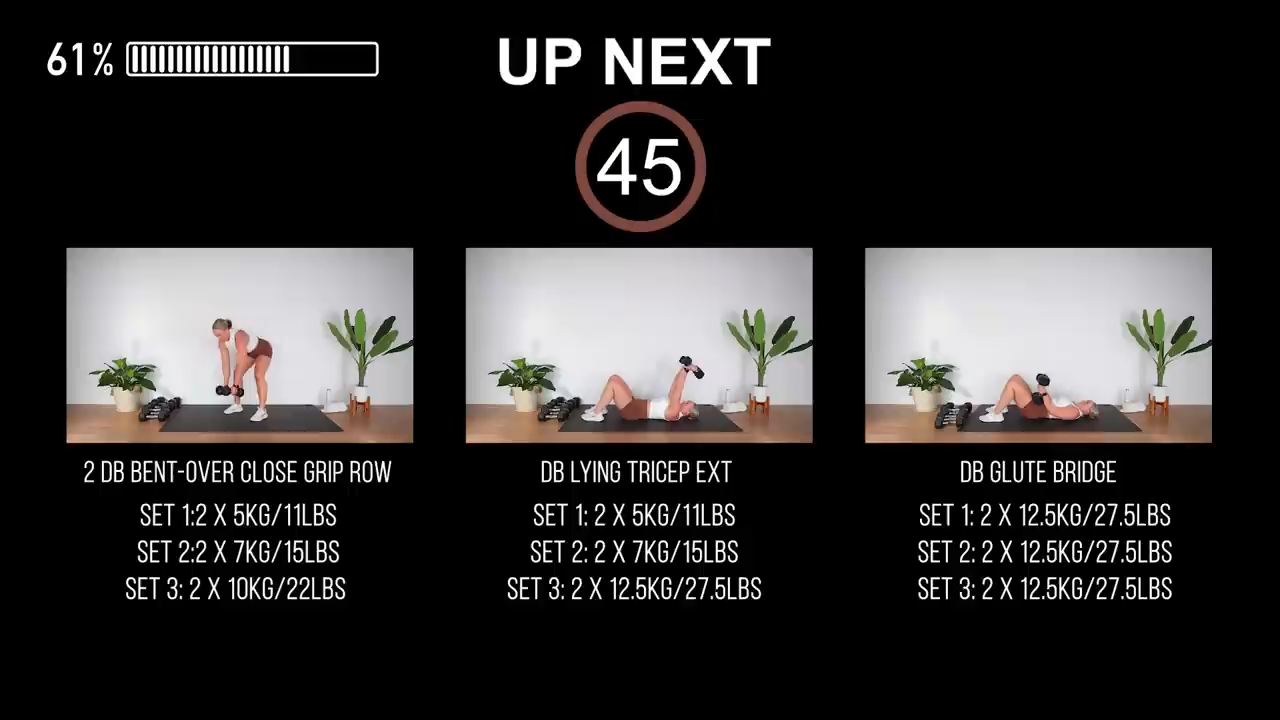 61%
UP NEXT
45
2 DB BENT-OVER CLOSE GRIP ROW
SET 1:2 X 5KG/11LBS
SET 2:2 X 7KG/15LBS
SET 3: 2 X 10KG/22LBS
DB LYING TRICEP EXT
SET 1: 2 X 5KG/11LBS
SET 2: 2 X 7KG/15LBS
SET 3: 2 X 12.5KG/27.5LBS
DB GLUTE BRIDGE
SET 1: 2 X 12.5KG/27.5LBS
SET 2: 2 X 12.5KG/27.5LBS
SET 3: 2 X 12.5KG/27.5LBS